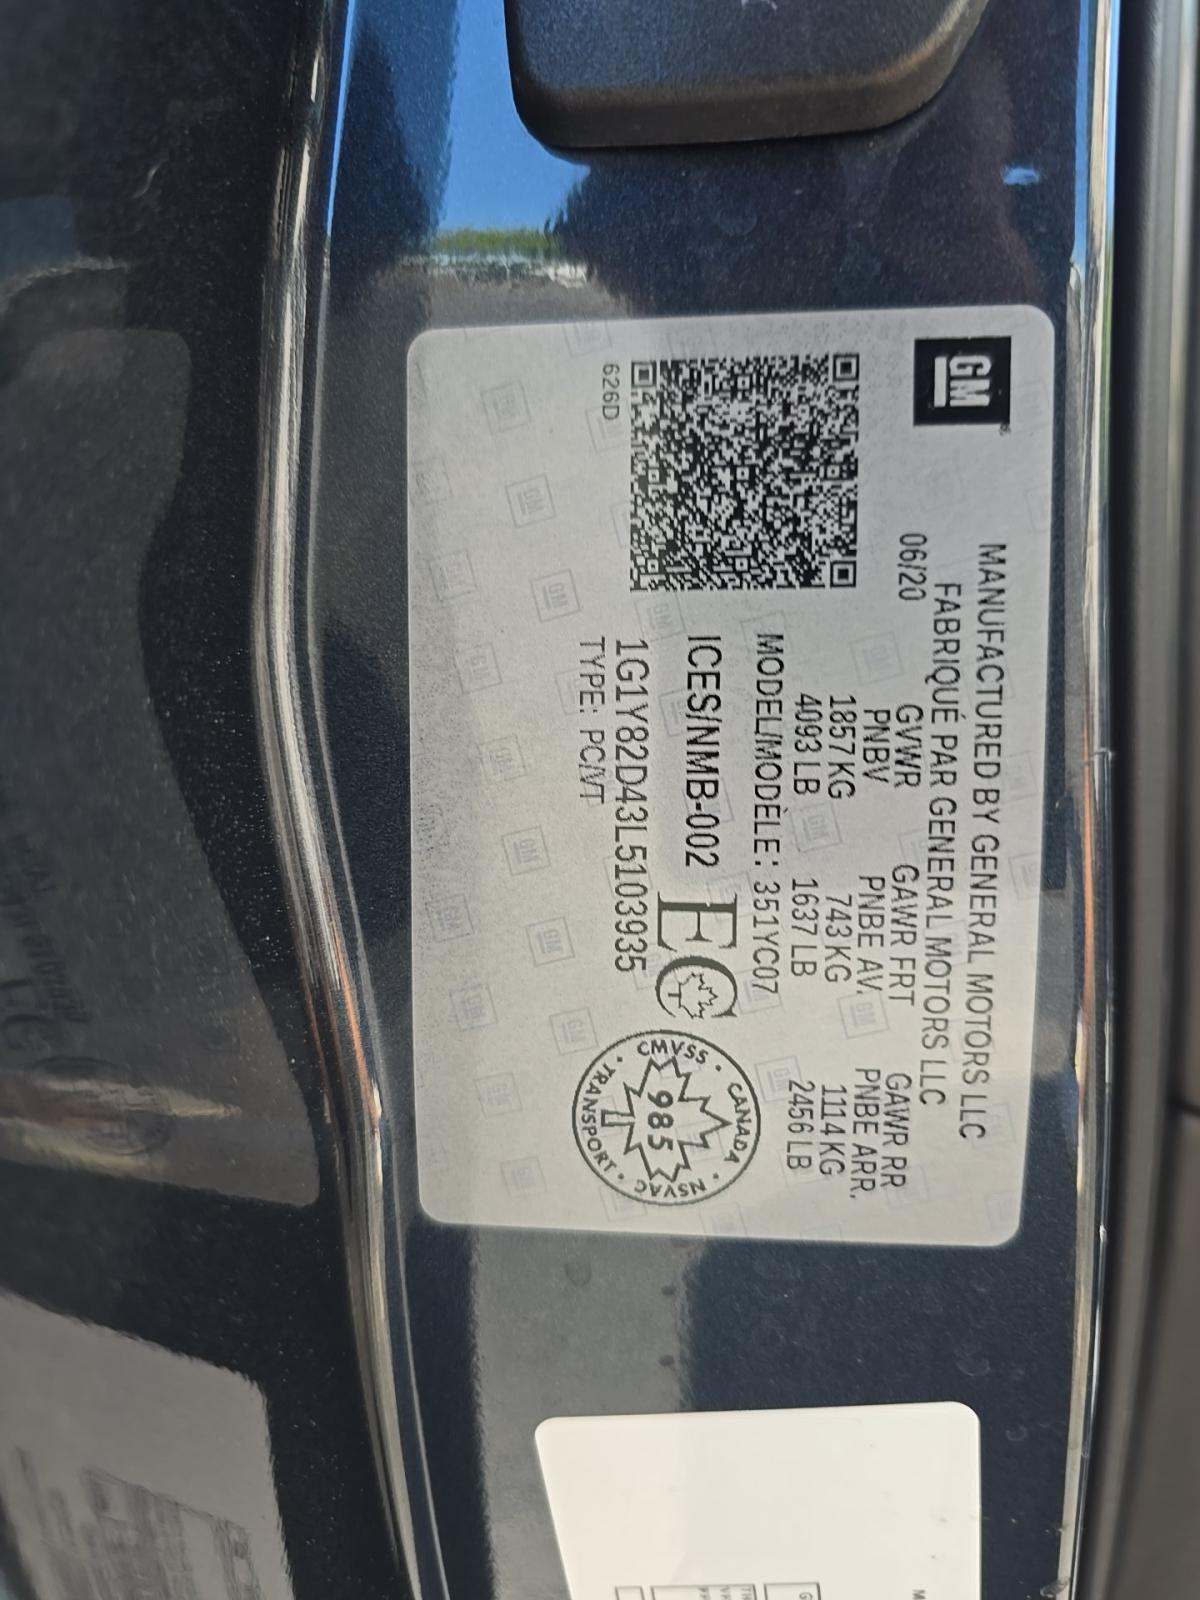 GM
MANUFACTURED BY GENERAL MOTORS LLC
FABRIQUÉ PAR GENERAL MOTORS LLC
06/20
GVWR GAWR FRT GAWR RR
PNBV PNBE AV. PNBE ARR.
1857 KG 743 KG 1114 KG
4093 LB 1637 LB 2456 LB
MODEL/MODÈLE: 351YC07
ICES/NMB-002 EC
1G1Y82D43L5103935
TYPE: PC/VT
626D
CMVSS · CANADA · NSVAC · TRANSPORT ·
985